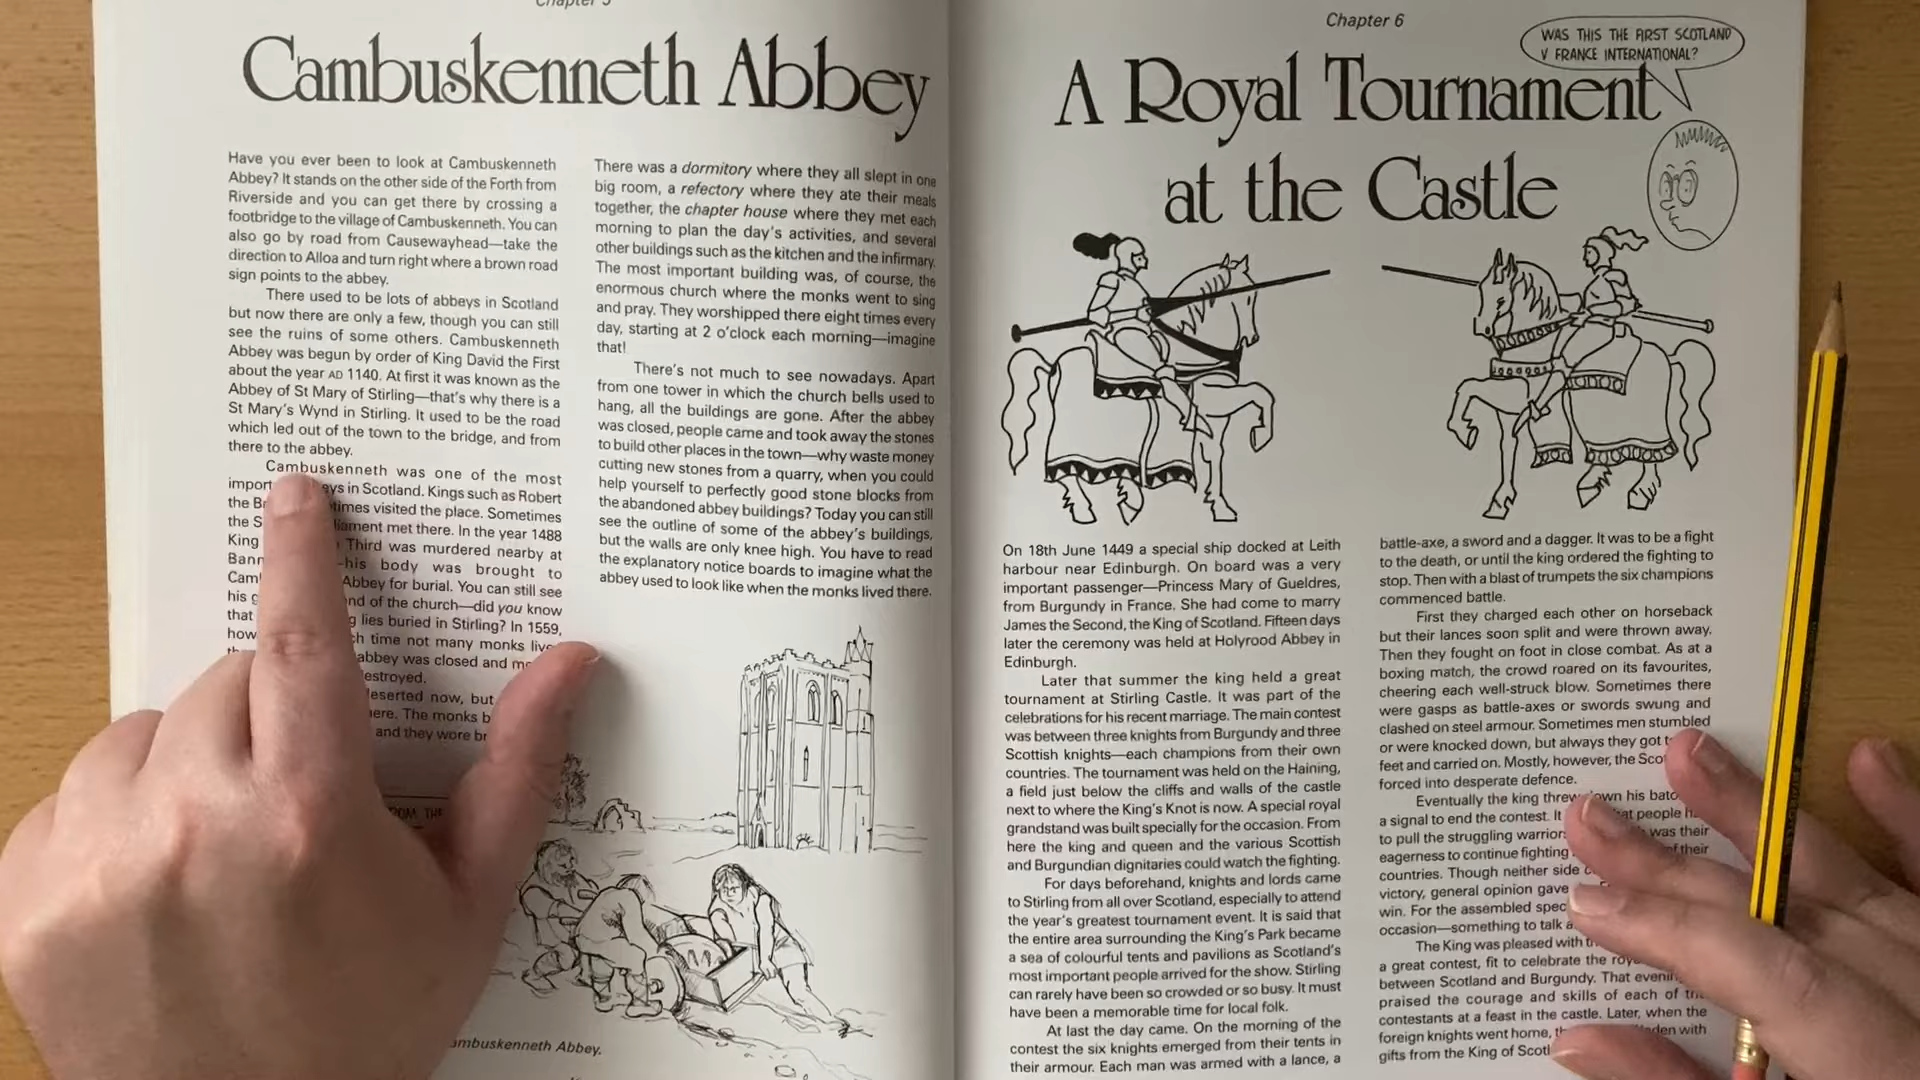 Cambuskenneth Abbey
Have you ever been to look at Cambuskenneth
Abbey? It stands on the other side of the Forth from
Riverside and you can get there by crossing a
footbridge to the village of Cambuskenneth. You can
also go by road from Causewayhead—take the
direction to Alloa and turn right where a brown road
sign points to the abbey.
There used to be lots of abbeys in Scotland
but now there are only a few, though you can still
see the ruins of some others. Cambuskenneth
Abbey was begun by order of King David the First
about the year AD 1140. At first it was known as the
Abbey of St Mary of Stirling—that's why there is a
St Mary's Wynd in Stirling. It used to be the road
which led out of the town to the bridge, and from
there to the abbey.
Cambuskenneth was one of the most
in Scotland. Kings such as Robert
the visited the place. Sometimes
the met there. In the year 1488
King Third was murdered nearby at
—his body was brought to
Abbey for burial. You can still see
his of the church—did you know
that lies buried in Stirling? In 1559,
time not many monks
abbey was closed and
now, but
The monks
and they wore
FROM THE
There was a dormitory where they all slept in one
big room, a refectory where they ate their meals
together, the chapter house where they met each
morning to plan the day's activities, and several
other buildings such as the kitchen and the infirmary.
The most important building was, of course, the
enormous church where the monks went to sing
and pray. They worshipped there eight times every
day, starting at 2 o'clock each morning—imagine
that!
There's not much to see nowadays. Apart
from one tower in which the church bells used to
hang, all the buildings are gone. After the abbey
was closed, people came and took away the stones
to build other places in the town—why waste money
cutting new stones from a quarry, when you could
help yourself to perfectly good stone blocks from
the abandoned abbey buildings? Today you can still
see the outline of some of the abbey's buildings,
but the walls are only knee high. You have to read
the explanatory notice boards to imagine what the
abbey used to look like when the monks lived there.
Abbey.
Chapter 6
WAS THIS THE FIRST SCOTLAND
V FRANCE INTERNATIONAL?
A Royal Tournament
at the Castle
On 18th June 1449 a special ship docked at Leith
harbour near Edinburgh. On board was a very
important passenger—Princess Mary of Gueldres,
from Burgundy in France. She had come to marry
James the Second, the King of Scotland. Fifteen days
later the ceremony was held at Holyrood Abbey in
Edinburgh.
Later that summer the king held a great
tournament at Stirling Castle. It was part of the
celebrations for his recent marriage. The main contest
was between three knights from Burgundy and three
Scottish knights—each champions from their own
countries. The tournament was held on the Haining,
a field just below the cliffs and walls of the castle
next to where the King's Knot is now. A special royal
grandstand was built specially for the occasion. From
here the king and queen and the various Scottish
and Burgundian dignitaries could watch the fighting.
For days beforehand, knights and lords came
to Stirling from all over Scotland, especially to attend
the year's greatest tournament event. It is said that
the entire area surrounding the King's Park became
a sea of colourful tents and pavilions as Scotland's
most important people arrived for the show. Stirling
can rarely have been so crowded or so busy. It must
have been a memorable time for local folk.
At last the day came. On the morning of the
contest the six knights emerged from their tents in
their armour. Each man was armed with a lance, a
battle-axe, a sword and a dagger. It was to be a fight
to the death, or until the king ordered the fighting to
stop. Then with a blast of trumpets the six champions
commenced battle.
First they charged each other on horseback
but their lances soon split and were thrown away.
Then they fought on foot in close combat. As at a
boxing match, the crowd roared on its favourites,
cheering each well-struck blow. Sometimes there
were gasps as battle-axes or swords swung and
clashed on steel armour. Sometimes men stumbled
or were knocked down, but always they got
feet and carried on. Mostly, however, the
forced into desperate defence.
Eventually the king threw down his
a signal to end the contest. It that people
to pull the struggling was their
eagerness to continue fighting of their
countries. Though neither side
victory, general opinion gave
win. For the assembled
occasion—something to talk
The King was pleased with
a great contest, fit to celebrate the
between Scotland and Burgundy. That
praised the courage and skills of each of
contestants at a feast in the castle. Later, when the
foreign knights went home, with
gifts from the King of